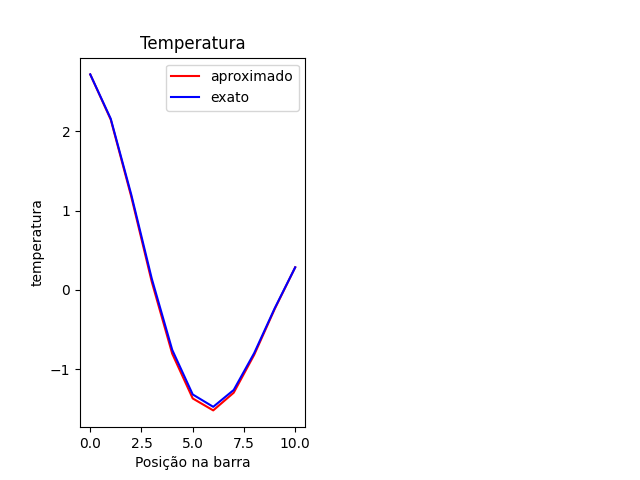 Temperatura
aproximado
exato
temperatura
2
1
0
−1
0.0 2.5 5.0 7.5 10.0
Posição na barra